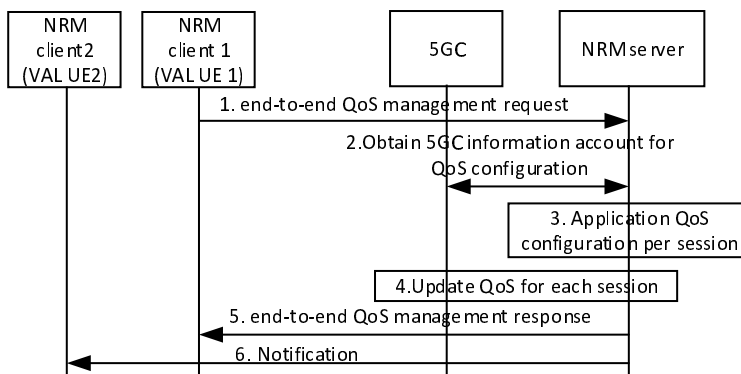 NRM
client2
(VAL UE2)
NRM
client 1
(VAL UE 1)
5GC
NRM server
1. end-to-end QoS management request
2.Obtain 5GC information account for
QoS configuration
3. Application QoS
configuration per session
4.Update QoS for each session
5. end-to-end QoS management response
6. Notification